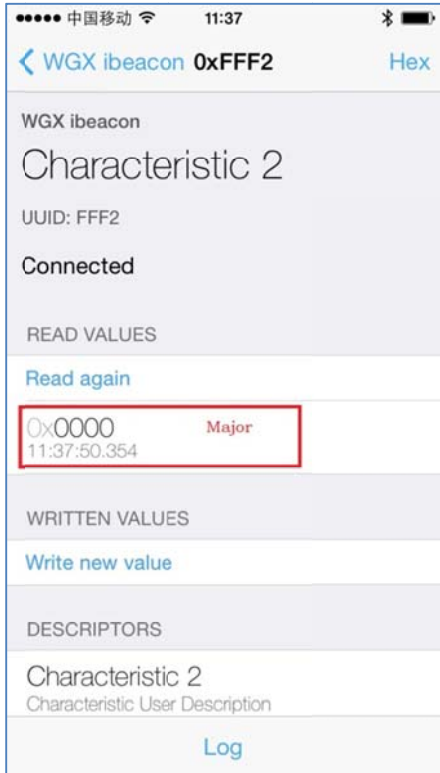 中国移动 11:37
WGX ibeacon 0xFFF2 Hex
WGX ibeacon
Characteristic 2
UUID: FFF2
Connected
READ VALUES
Read again
0x0000 Major
11:37:50.354
WRITTEN VALUES
Write new value
DESCRIPTORS
Characteristic 2
Characteristic User Description
Log